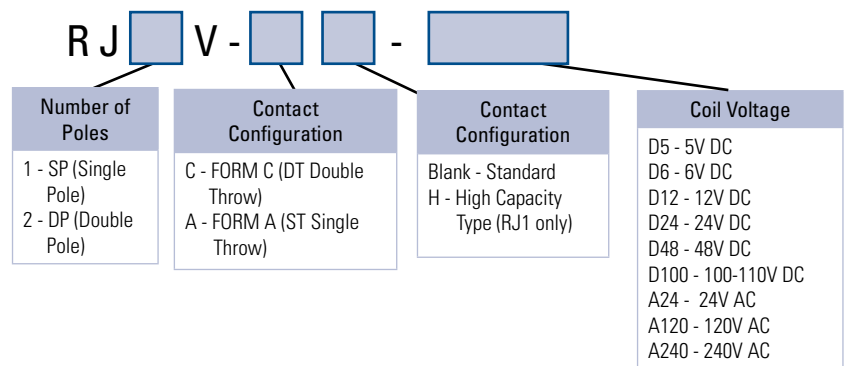 RJ V - -
Number of
Poles
1 - SP (Single
Pole)
2 - DP (Double
Pole)
Contact
Configuration
C - FORM C (DT Double
Throw)
A - FORM A (ST Single
Throw)
Contact
Configuration
Blank - Standard
H - High Capacity
Type (RJ1 only)
Coil Voltage
D5 - 5V DC
D6 - 6V DC
D12 - 12V DC
D24 - 24V DC
D48 - 48V DC
D100 - 100-110V DC
A24 - 24V AC
A120 - 120V AC
A240 - 240V AC